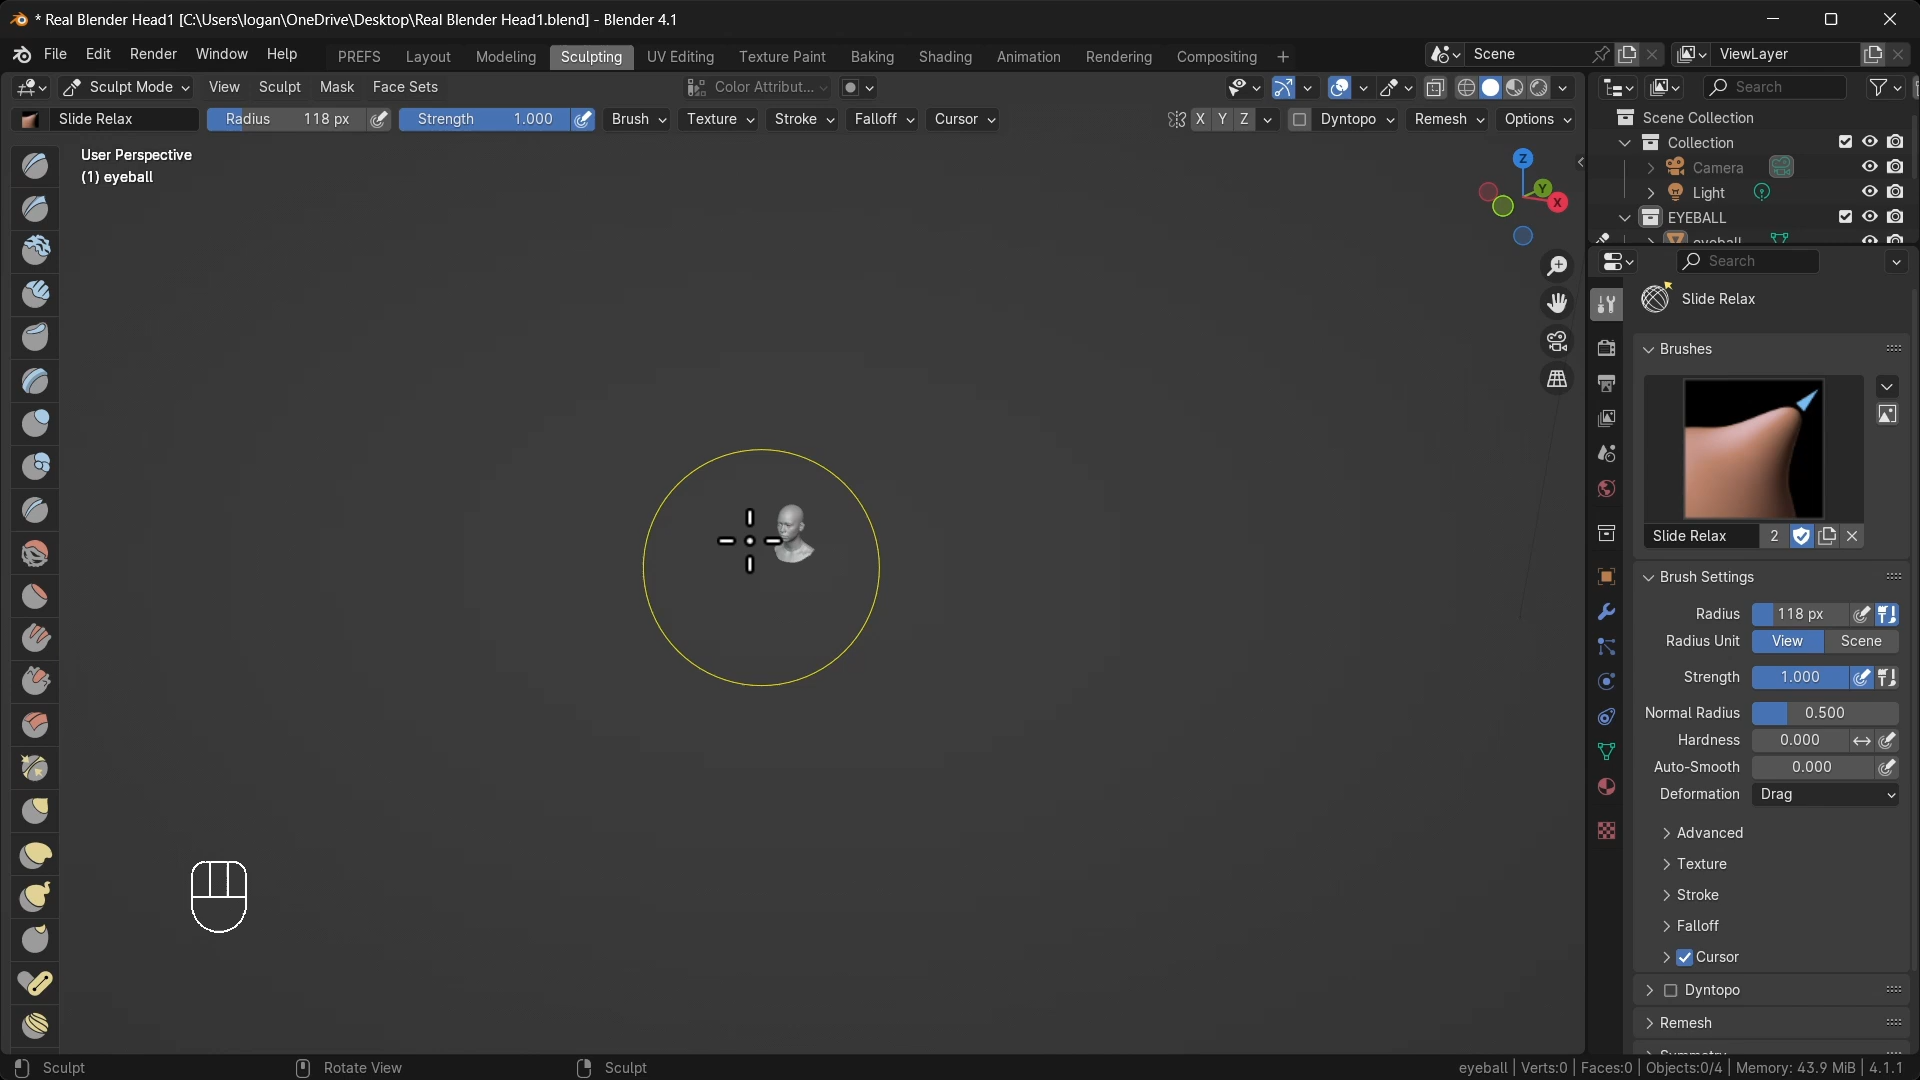 * Real Blender Head1 [C:\Users\logan\OneDrive\Desktop\Real Blender Head1.blend] - Blender 4.1
File Edit Render Window Help PREFS Layout Modeling Sculpting UV Editing Texture Paint Baking Shading Animation Rendering Compositing + Scene ViewLayer
Sculpt Mode View Sculpt Mask Face Sets Color Attribut... Search
Slide Relax Radius 118 px Strength 1.000 Brush Texture Stroke Falloff Cursor X Y Z Dyntopo Remesh Options
User Perspective
(1) eyeball
Z
Y
X
Scene Collection
Collection
Camera
Light
EYEBALL
eyeball
Search
Slide Relax
Brushes
Slide Relax 2
Brush Settings
Radius 118 px
Radius Unit View Scene
Strength 1.000
Normal Radius 0.500
Hardness 0.000
Auto-Smooth 0.000
Deformation Drag
Advanced
Texture
Stroke
Falloff
Cursor
Dyntopo
Remesh
Symmetry
Sculpt Rotate View Sculpt eyeball | Verts:0 | Faces:0 | Objects:0/4 | Memory: 43.9 MiB | 4.1.1